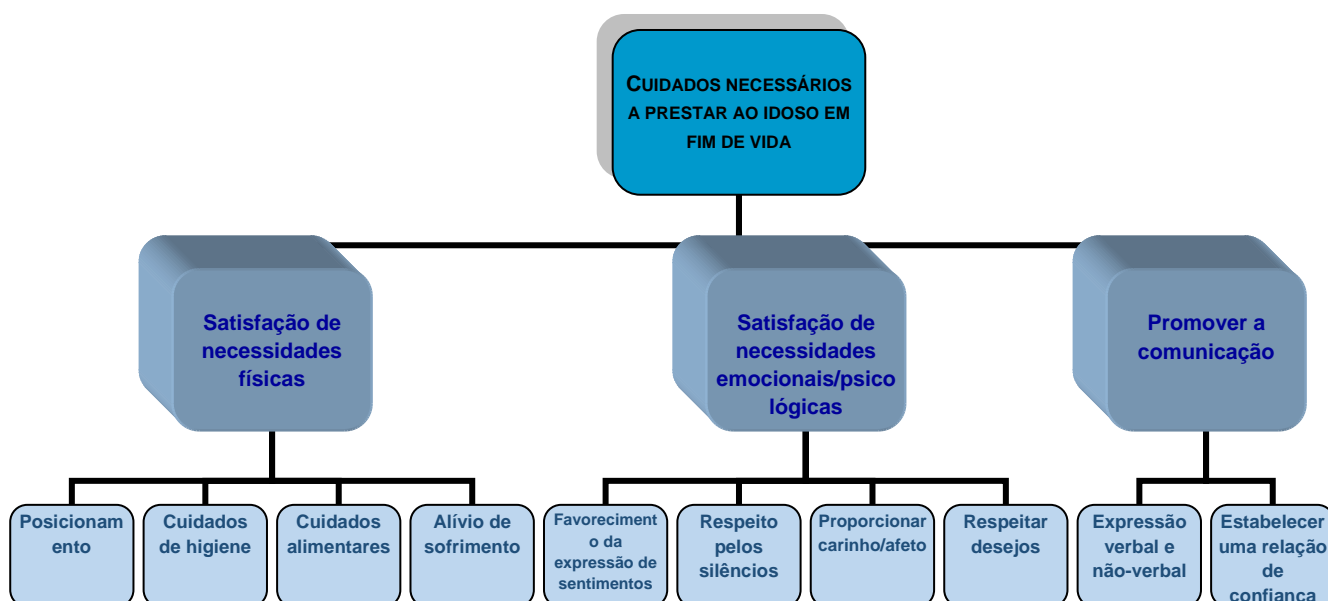 CUIDADOS NECESSÁRIOS
A PRESTAR AO IDOSO EM
FIM DE VIDA
Satisfação de
necessidades
físicas
Satisfação de
necessidades
emocionais/psico
lógicas
Promover a
comunicação
Posicionam
ento
Cuidados
de higiene
Cuidados
alimentares
Alívio de
sofrimento
Favoreciment
o da
expressão de
sentimentos
Respeito
pelos
silêncios
Proporcionar
carinho/afeto
Respeitar
desejos
Expressão
verbal e
não-verbal
Estabelecer
uma relação
de
confiança